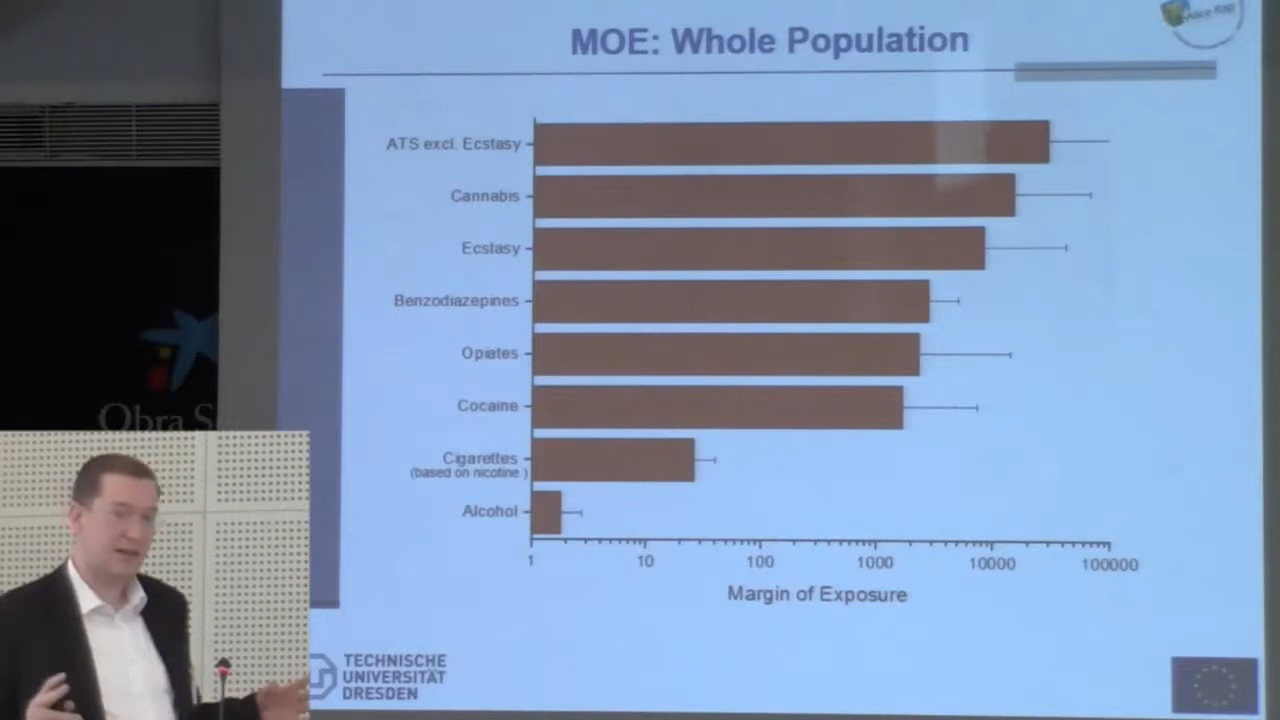 MOE: Whole Population
ATS excl. Ecstasy
Cannabis
Ecstasy
Benzodiazepines
Opiates
Cocaine
Cigarettes
(based on nicotine )
Alcohol
1 10 100 1000 10000 100000
Margin of Exposure
Obra S
TECHNISCHE
UNIVERSITÄT
DRESDEN